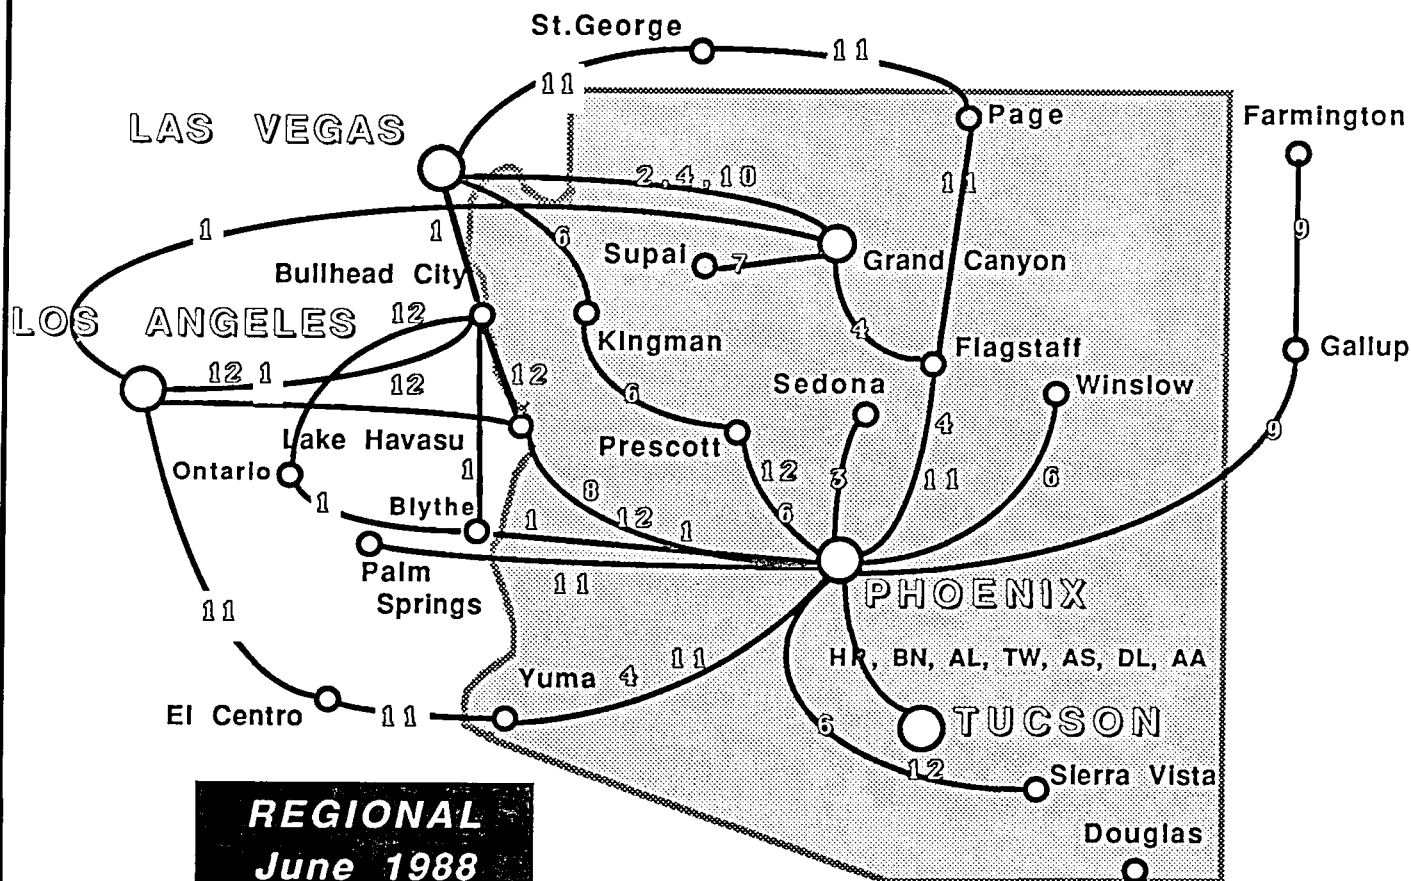 St.George
11
11
Page
Farmington
LAS VEGAS
2,4,10
11
1
1
6
9
Supai
7
Grand Canyon
Bullhead City
LOS ANGELES
12
Kingman
4
Flagstaff
Gallup
12 1
12
12
Sedona
Winslow
6
Lake Havasu
Prescott
4
9
Ontario
1
12
3
11
6
1
Blythe
8
1
12
1
6
Palm
Springs
11
PHOENIX
11
HP, BN, AL, TW, AS, DL, AA
Yuma
4
11
El Centro
11
6
TUCSON
12
Sierra Vista
REGIONAL
June 1988
Douglas